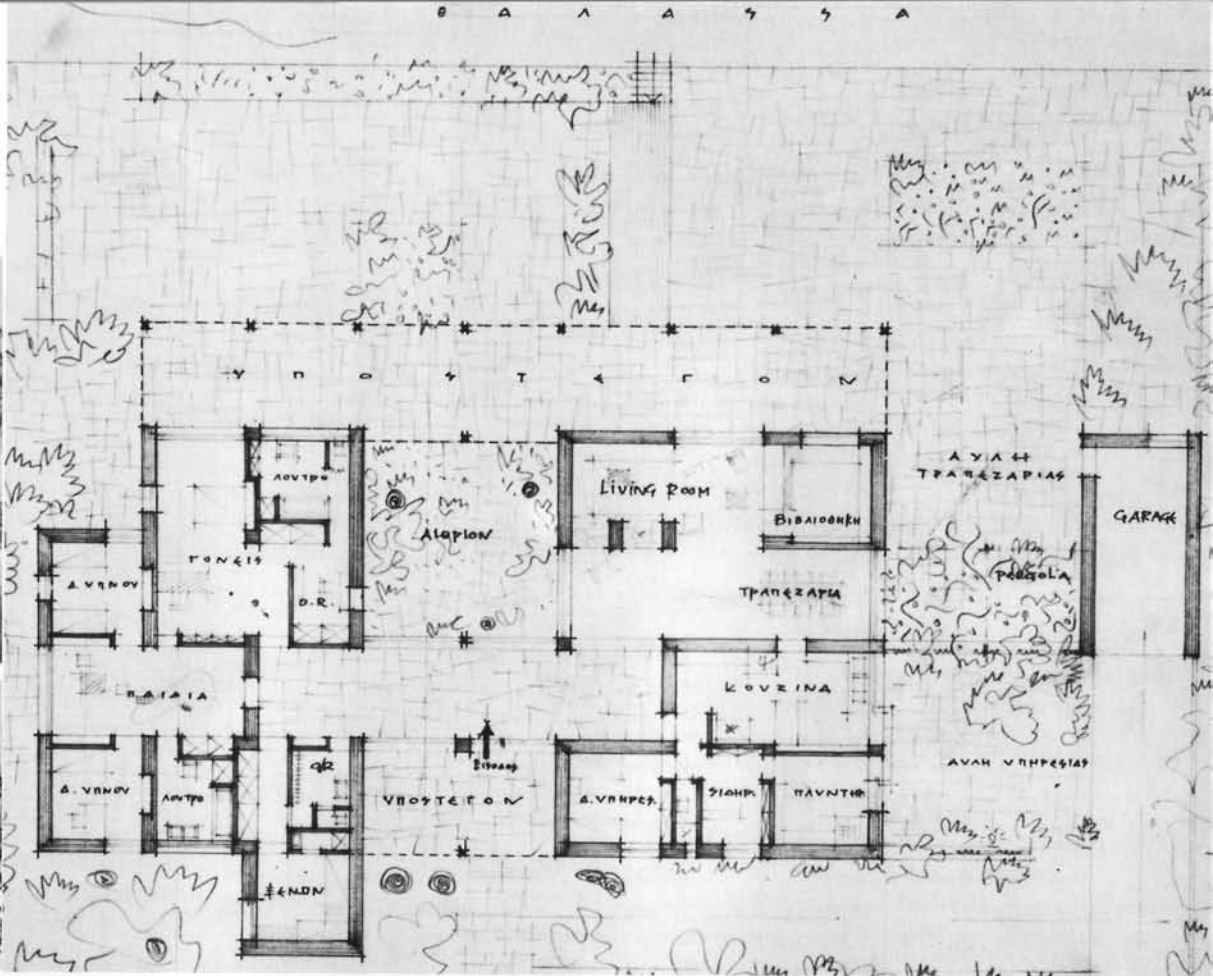 ΘΑΛΑΣΣΑ
ΥΠΟΣΤΕΓΟΝ
ΛΟΥΤΡΟ
LIVING ROOM
ΒΙΒΛΙΟΘΗΚΗ
ΑΥΛΗ
ΤΡΑΠΕΖΑΡΙΑΣ
GARAGE
ΑΙΘΡΙΟΝ
ΓΟΝΕΙΣ
Δ. ΥΠΝΟΥ
D.R.
ΤΡΑΠΕΖΑΡΙΑ
PERGOLA
ΠΑΙΔΙΑ
ΚΟΥΖΙΝΑ
ΕΙΣΟΔΟΣ
ΑΥΛΗ ΥΠΗΡΕΣΙΑΣ
Δ. ΥΠΝΟΥ
ΛΟΥΤΡΟ
ΥΠΟΣΤΕΓΟΝ
Δ. ΥΠΗΡΕΣ.
ΣΙΔΗΡ.
ΠΛΥΝΤΗΡ.
ΞΕΝΩΝ